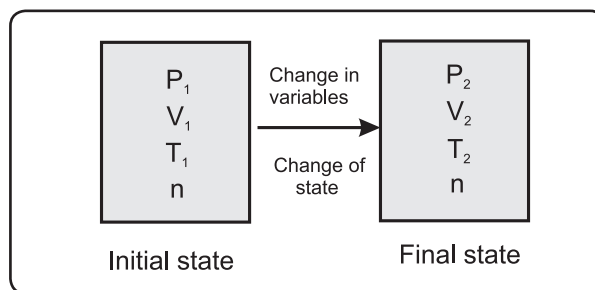 P₁
V₁
T₁
n
Initial state
Change in
variables
Change of
state
P₂
V₂
T₂
n
Final state